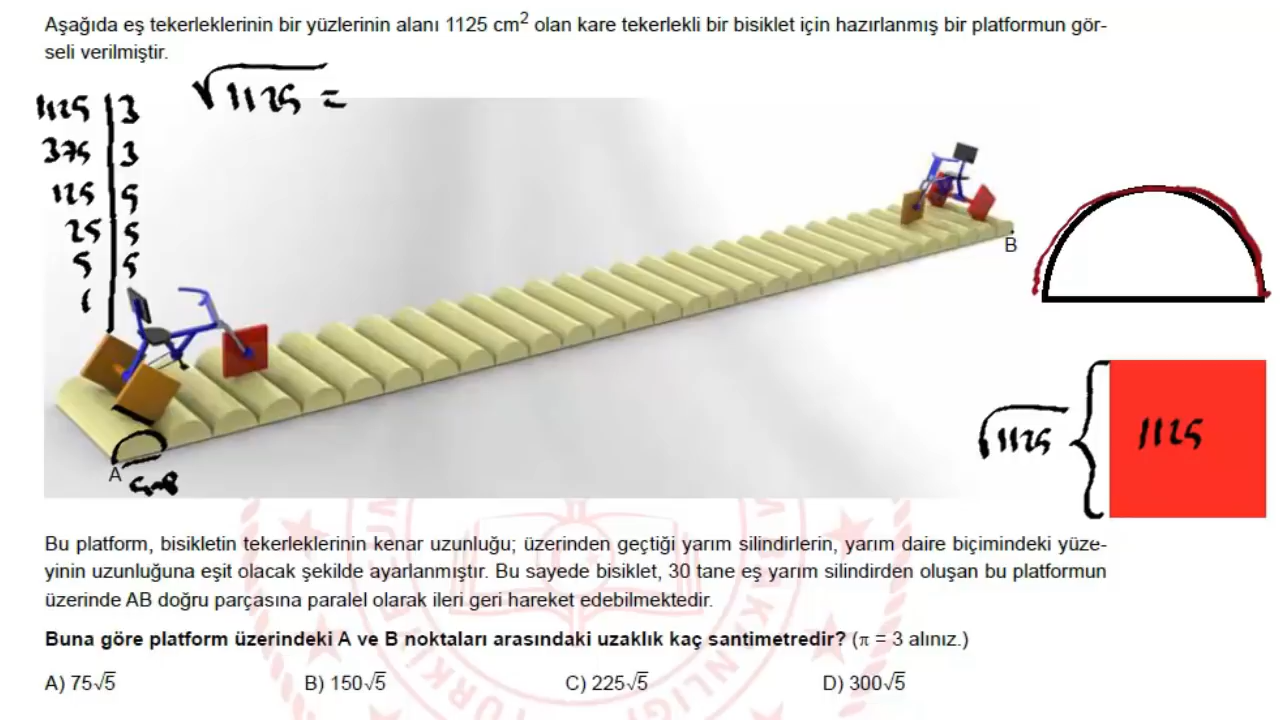 Aşağıda eş tekerleklerinin bir yüzlerinin alanı 1125 cm² olan kare tekerlekli bir bisiklet için hazırlanmış bir platformun gör-
seli verilmiştir.
√1125 =
1125 | 3
375 | 3
125 | 5
25 | 5
5 | 5
1
B
√1125
1125
A
Bu platform, bisikletin tekerleklerinin kenar uzunluğu; üzerinden geçtiği yarım silindirlerin, yarım daire biçimindeki yüze-
yinin uzunluğuna eşit olacak şekilde ayarlanmıştır. Bu sayede bisiklet, 30 tane eş yarım silindirden oluşan bu platformun
üzerinde AB doğru parçasına paralel olarak ileri geri hareket edebilmektedir.
Buna göre platform üzerindeki A ve B noktaları arasındaki uzaklık kaç santimetredir? (π = 3 alınız.)
A) 75√5 B) 150√5 C) 225√5 D) 300√5